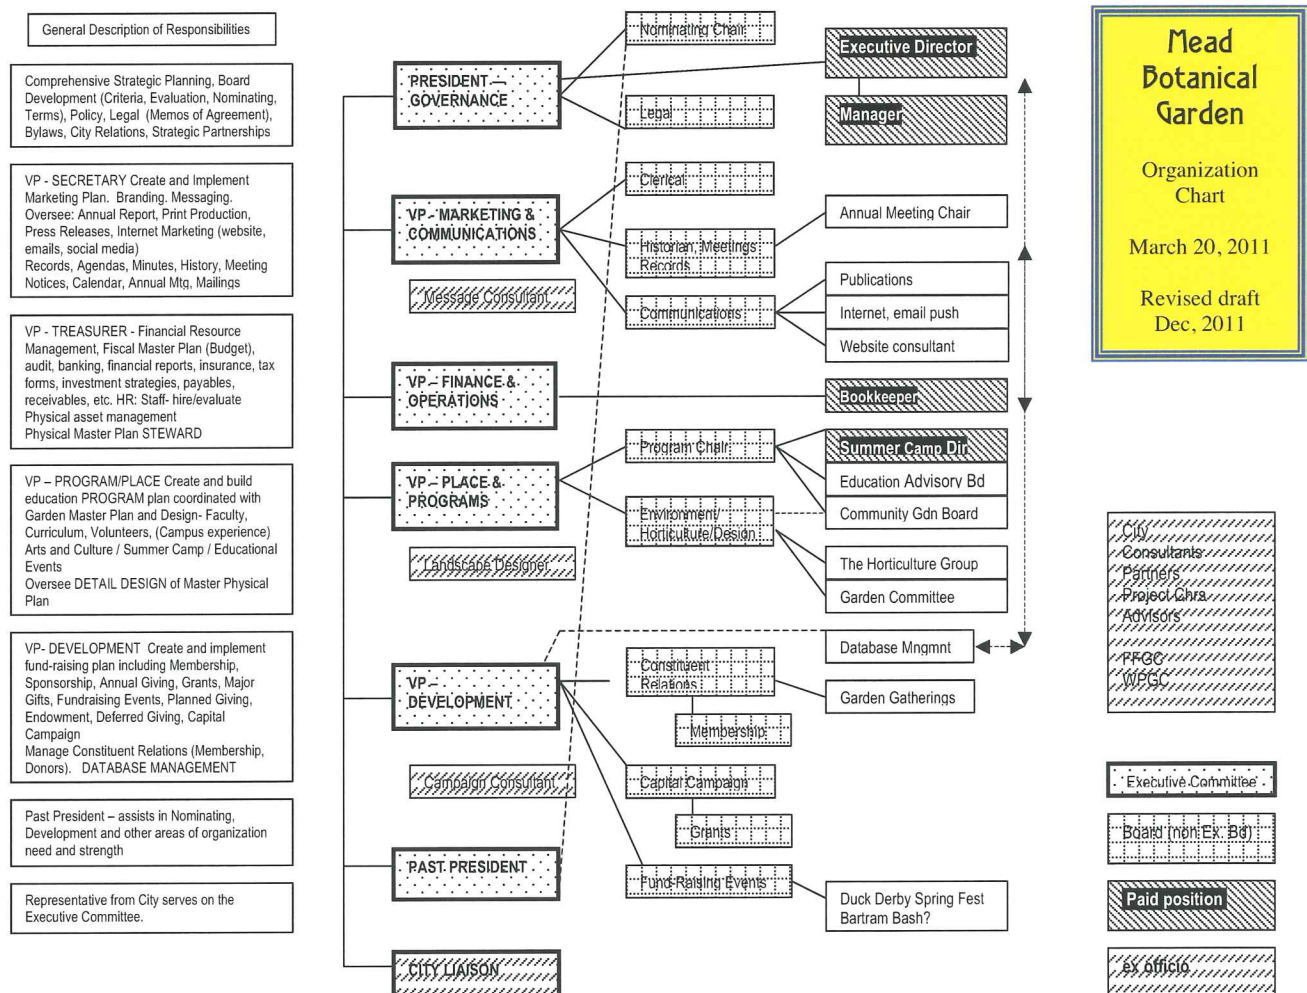 General Description of Responsibilities
Comprehensive Strategic Planning, Board
Development (Criteria, Evaluation, Nominating,
Terms), Policy, Legal (Memos of Agreement),
Bylaws, City Relations, Strategic Partnerships
VP - SECRETARY Create and Implement
Marketing Plan. Branding. Messaging.
Oversee: Annual Report, Print Production,
Press Releases, Internet Marketing (website,
emails, social media)
Records, Agendas, Minutes, History, Meeting
Notices, Calendar, Annual Mtg, Mailings
VP - TREASURER - Financial Resource
Management, Fiscal Master Plan (Budget),
audit, banking, financial reports, insurance, tax
forms, investment strategies, payables,
receivables, etc. HR: Staff- hire/evaluate
Physical asset management
Physical Master Plan STEWARD
VP – PROGRAM/PLACE Create and build
education PROGRAM plan coordinated with
Garden Master Plan and Design- Faculty,
Curriculum, Volunteers, (Campus experience)
Arts and Culture / Summer Camp / Educational
Events
Oversee DETAIL DESIGN of Master Physical
Plan
VP- DEVELOPMENT Create and implement
fund-raising plan including Membership,
Sponsorship, Annual Giving, Grants, Major
Gifts, Fundraising Events, Planned Giving,
Endowment, Deferred Giving, Capital
Campaign
Manage Constituent Relations (Membership,
Donors). DATABASE MANAGEMENT
Past President – assists in Nominating,
Development and other areas of organization
need and strength
Representative from City serves on the
Executive Committee.
PRESIDENT –
GOVERNANCE
VP - MARKETING &
COMMUNICATIONS
Message Consultant
VP – FINANCE &
OPERATIONS
VP – PLACE &
PROGRAMS
Landscape Designer
VP –
DEVELOPMENT
Campaign Consultant
PAST PRESIDENT
CITY LIAISON
Nominating Chair
Legal
Clerical
Historian, Meetings
Records
Communications
Program Chair
Environment/
Horticulture/Design
Constituent
Relations
Membership
Capital Campaign
Grants
Fund-Raising Events
Executive Director
Manager
Annual Meeting Chair
Publications
Internet, email push
Website consultant
Bookkeeper
Summer Camp Dir
Education Advisory Bd
Community Gdn Board
The Horticulture Group
Garden Committee
Database Mngmnt
Garden Gatherings
Duck Derby Spring Fest
Bartram Bash?
Mead
Botanical
Garden
Organization
Chart
March 20, 2011
Revised draft
Dec, 2011
City
Consultants
Partners
Project Chrs
Advisors
FFGC
WPGC
Executive Committee
Board (non Ex. Bd)
Paid position
ex officio